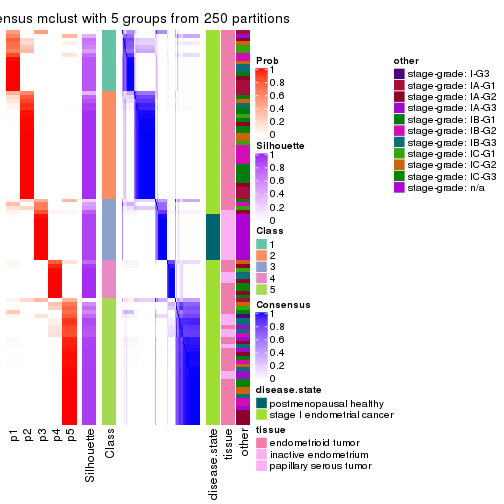 ensus mclust with 5 groups from 250 partitions
Prob
1
0.8
0.6
0.4
0.2
0
Silhouette
1
0.8
0.6
0.4
0.2
0
Class
1
2
3
4
5
Consensus
1
0.8
0.6
0.4
0.2
0
disease.state
postmenopausal healthy
stage I endometrial cancer
tissue
endometrioid tumor
inactive endometrium
papillary serous tumor
other
stage-grade: I-G3
stage-grade: IA-G1
stage-grade: IA-G2
stage-grade: IA-G3
stage-grade: IB-G1
stage-grade: IB-G2
stage-grade: IB-G3
stage-grade: IC-G1
stage-grade: IC-G2
stage-grade: IC-G3
stage-grade: n/a
p1
p2
p3
p4
p5
Silhouette
Class
disease.state
tissue
other